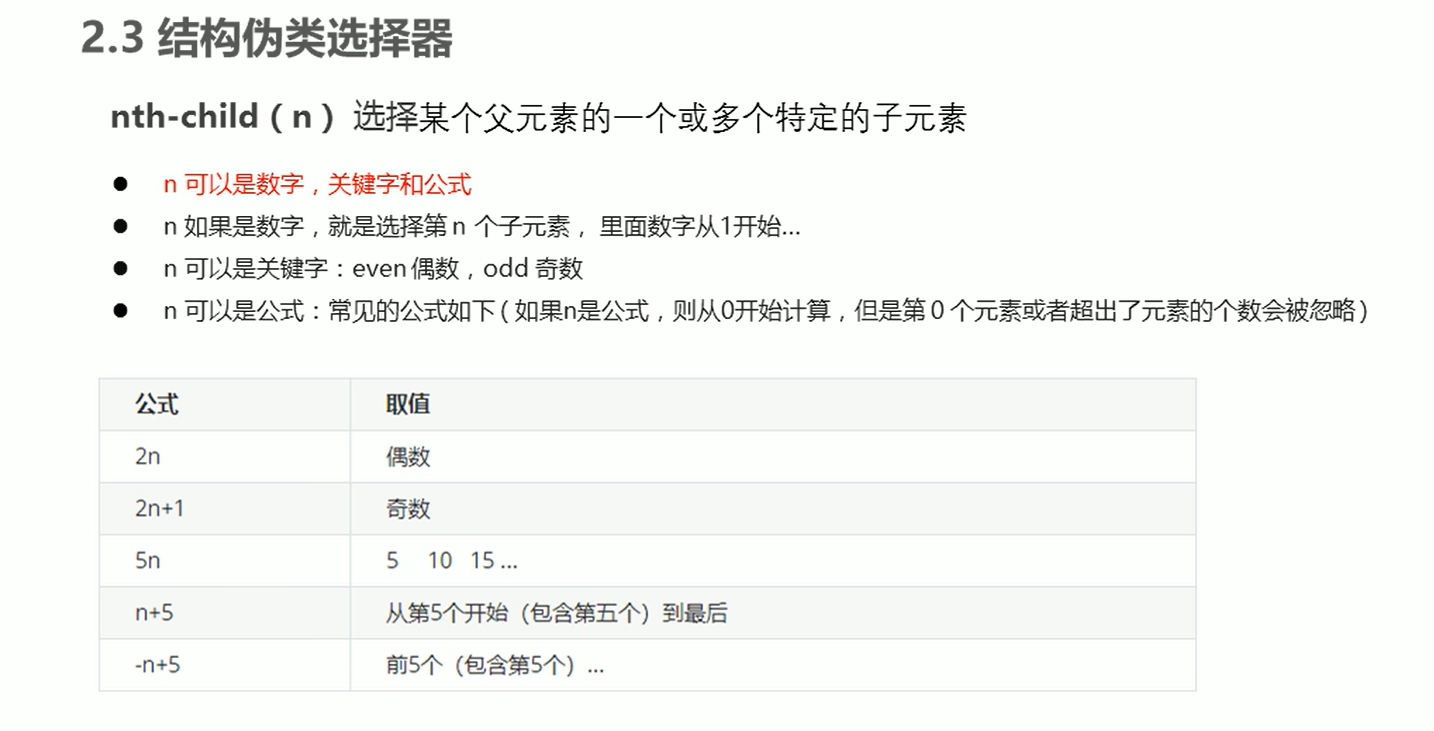 2.3 结构伪类选择器
nth-child（n） 选择某个父元素的一个或多个特定的子元素
● n 可以是数字，关键字和公式
● n 如果是数字，就是选择第 n 个子元素， 里面数字从1开始...
● n 可以是关键字：even 偶数，odd 奇数
● n 可以是公式：常见的公式如下 ( 如果n是公式，则从0开始计算，但是第 0 个元素或者超出了元素的个数会被忽略 )
公式 取值
2n 偶数
2n+1 奇数
5n 5 10 15 ...
n+5 从第5个开始（包含第五个）到最后
-n+5 前5个（包含第5个）...